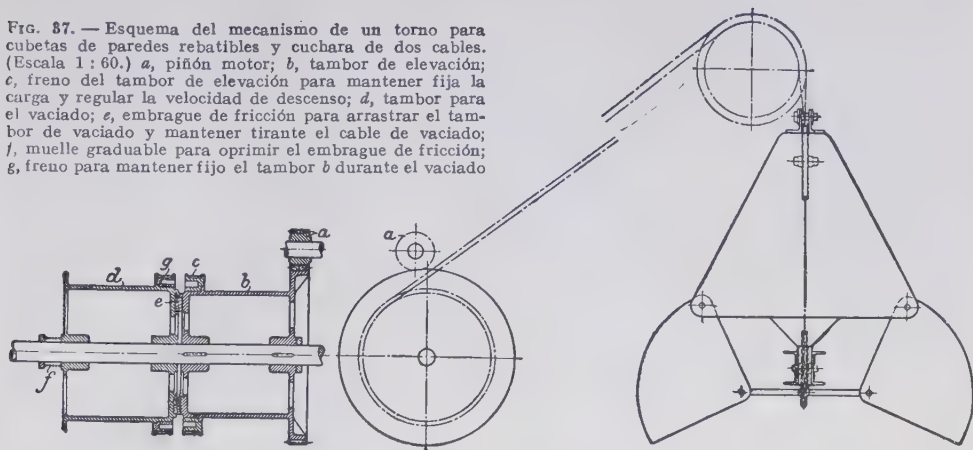 FIG. 87. — Esquema del mecanismo de un torno para
cubetas de paredes rebatibles y cuchara de dos cables.
(Escala 1 : 60.) a, piñón motor; b, tambor de elevación;
c, freno del tambor de elevación para mantener fija la
carga y regular la velocidad de descenso; d, tambor para
el vaciado; e, embrague de fricción para arrastrar el tam-
bor de vaciado y mantener tirante el cable de vaciado;
f, muelle graduable para oprimir el embrague de fricción;
g, freno para mantener fijo el tambor b durante el vaciado
a
a
g
c
d
b
e
f